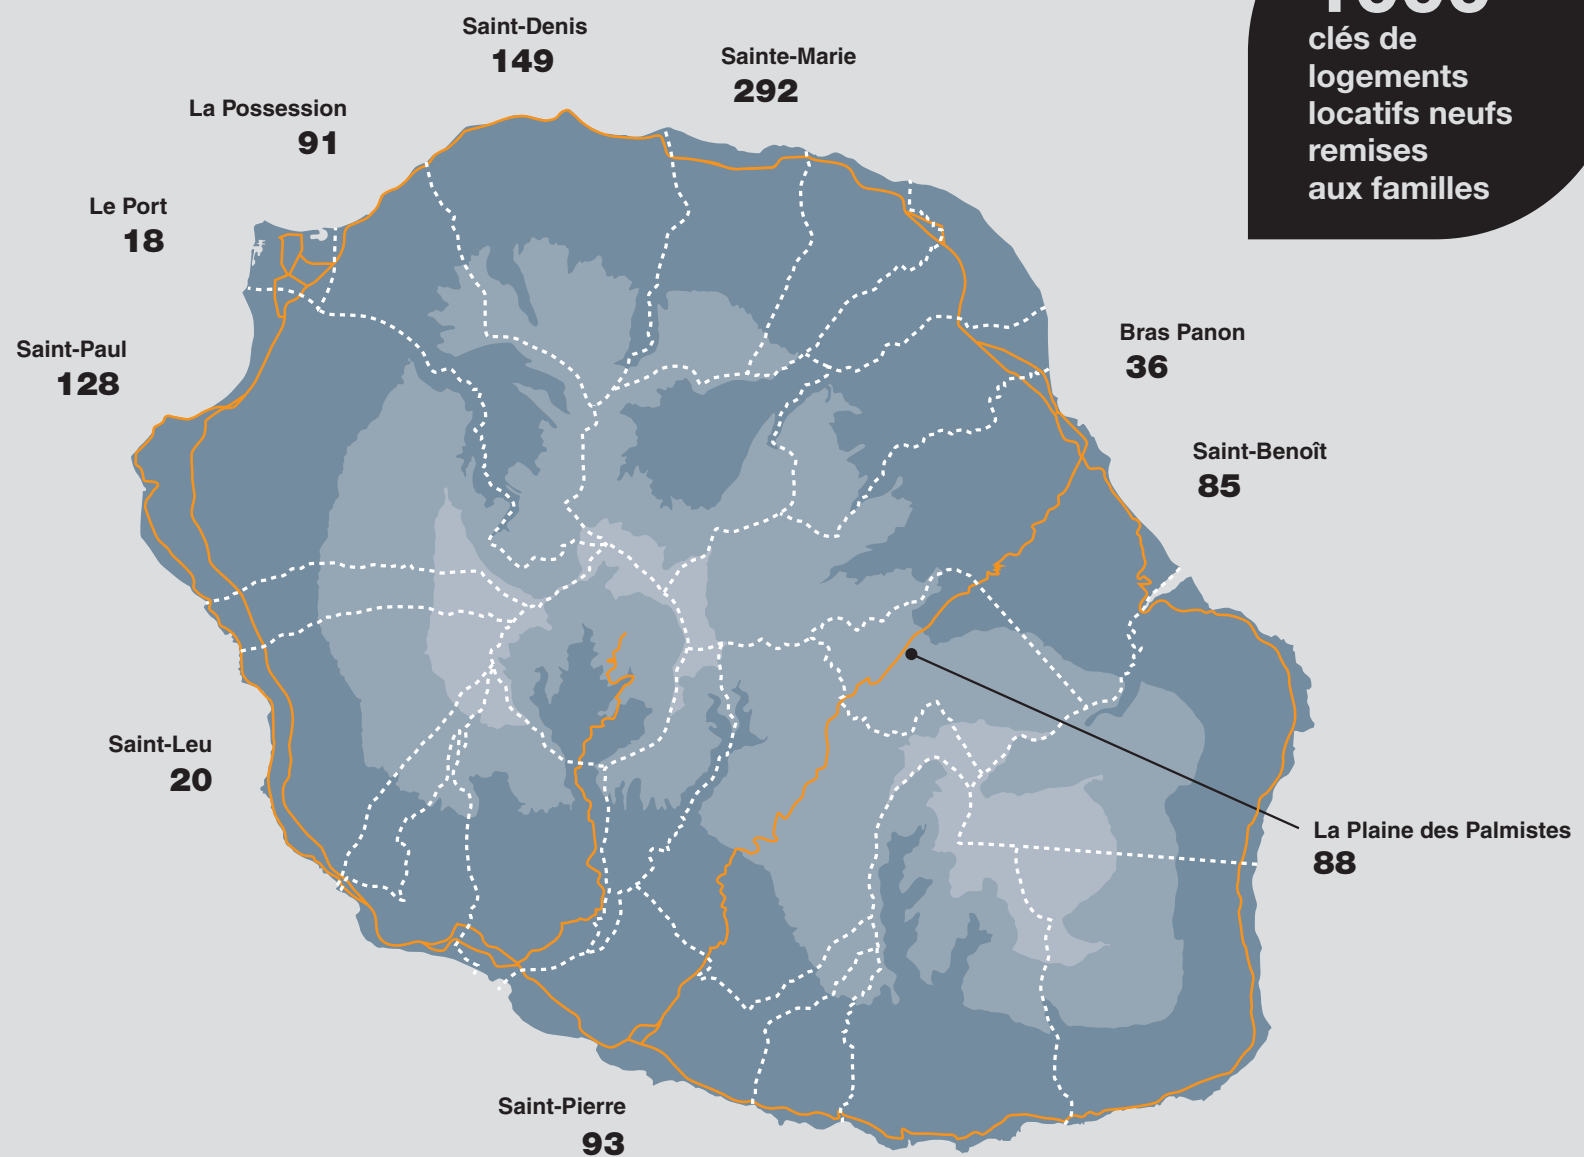 clés de
logements
locatifs neufs
remises
aux familles
Saint-Denis
149
Sainte-Marie
292
La Possession
91
Le Port
18
Saint-Paul
128
Bras Panon
36
Saint-Benoît
85
Saint-Leu
20
La Plaine des Palmistes
88
Saint-Pierre
93